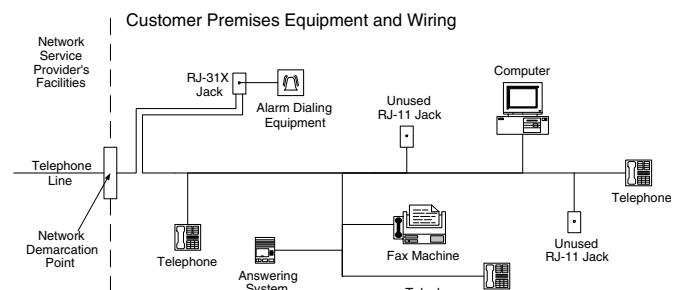 Customer Premises Equipment and Wiring
Network
Service
Provider's
Facilities
RJ-31X
Jack
Alarm Dialing
Equipment
Unused
RJ-11 Jack
Computer
Telephone
Line
Telephone
Network
Demarcation
Point
Telephone
Answering
System
Fax Machine
Unused
RJ-11 Jack